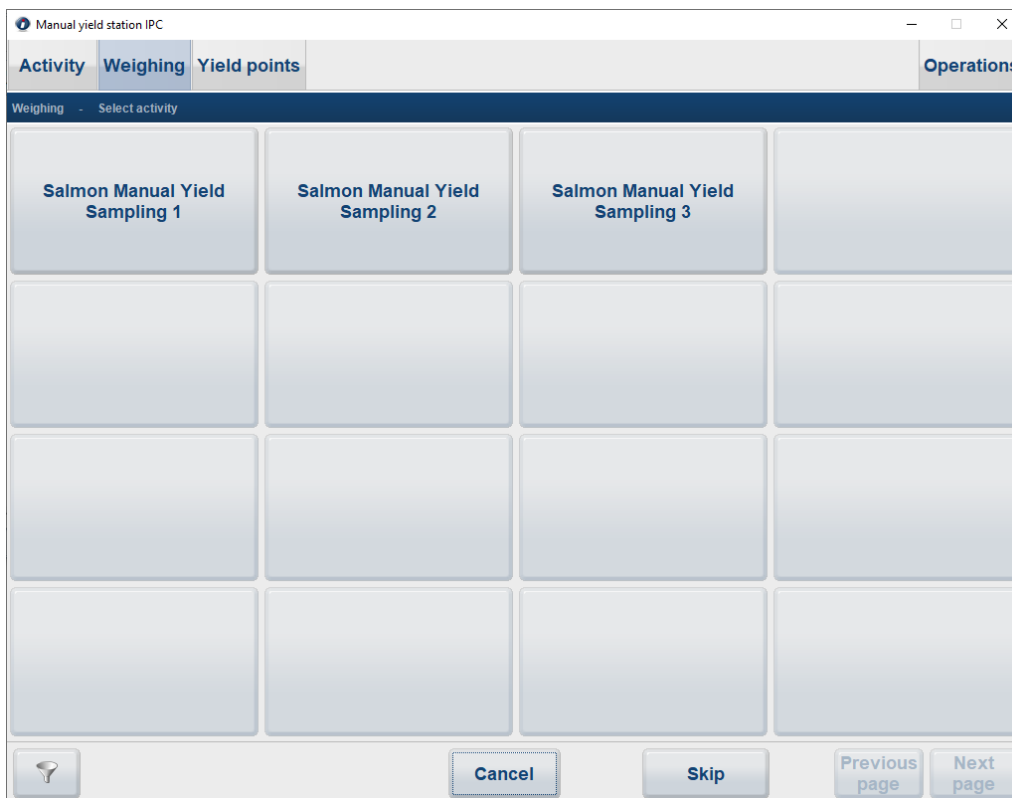 Manual yield station IPC
Activity Weighing Yield points Operations
Weighing - Select activity
Salmon Manual Yield
Sampling 1
Salmon Manual Yield
Sampling 2
Salmon Manual Yield
Sampling 3
Cancel
Skip
Previous
page
Next
page